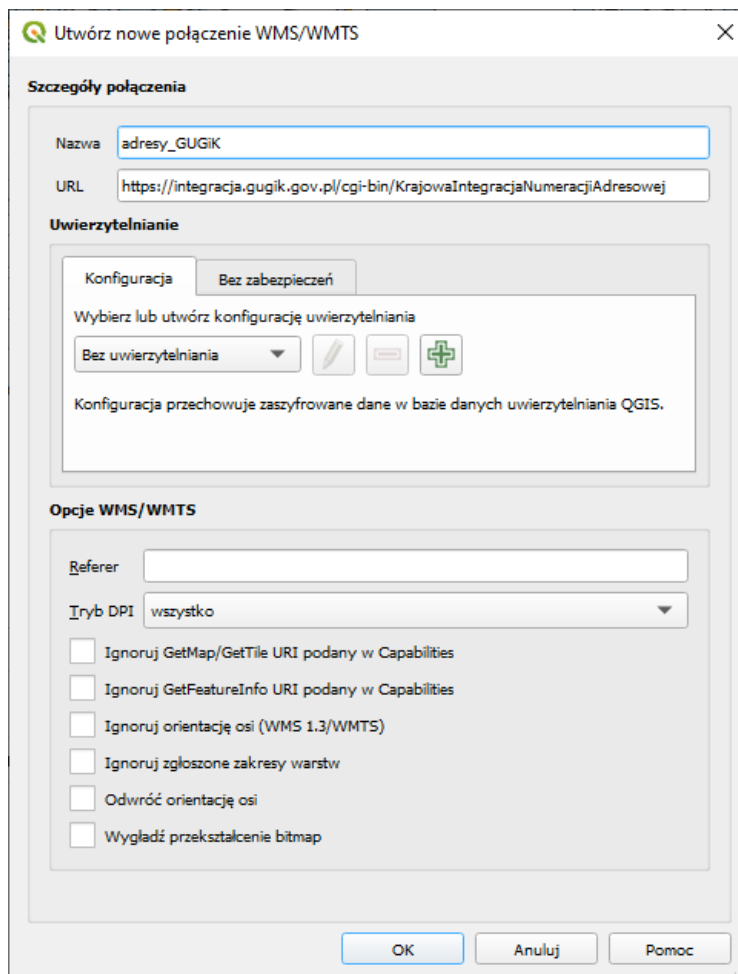 Utwórz nowe połączenie WMS/WMTS
Szczegóły połączenia
Nazwa adresy_GUGiK
URL https://integracja.gugik.gov.pl/cgi-bin/KrajowaIntegracjaNumeracjiAdresowej
Uwierzytelnianie
Konfiguracja Bez zabezpieczeń
Wybierz lub utwórz konfigurację uwierzytelniania
Bez uwierzytelniania
Konfiguracja przechowuje zaszyfrowane dane w bazie danych uwierzytelniania QGIS.
Opcje WMS/WMTS
Referer
Tryb DPI wszystko
Ignoruj GetMap/GetTile URI podany w Capabilities
Ignoruj GetFeatureInfo URI podany w Capabilities
Ignoruj orientację osi (WMS 1.3/WMTS)
Ignoruj zgłoszone zakresy warstw
Odwróć orientację osi
Wygładź przekształcenie bitmap
OK Anuluj Pomoc